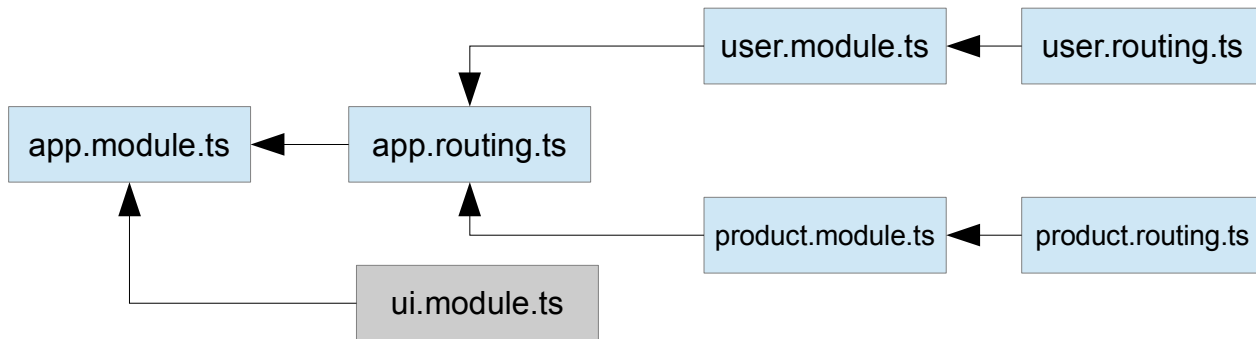 user.module.ts
user.routing.ts
app.module.ts
app.routing.ts
product.module.ts
product.routing.ts
ui.module.ts